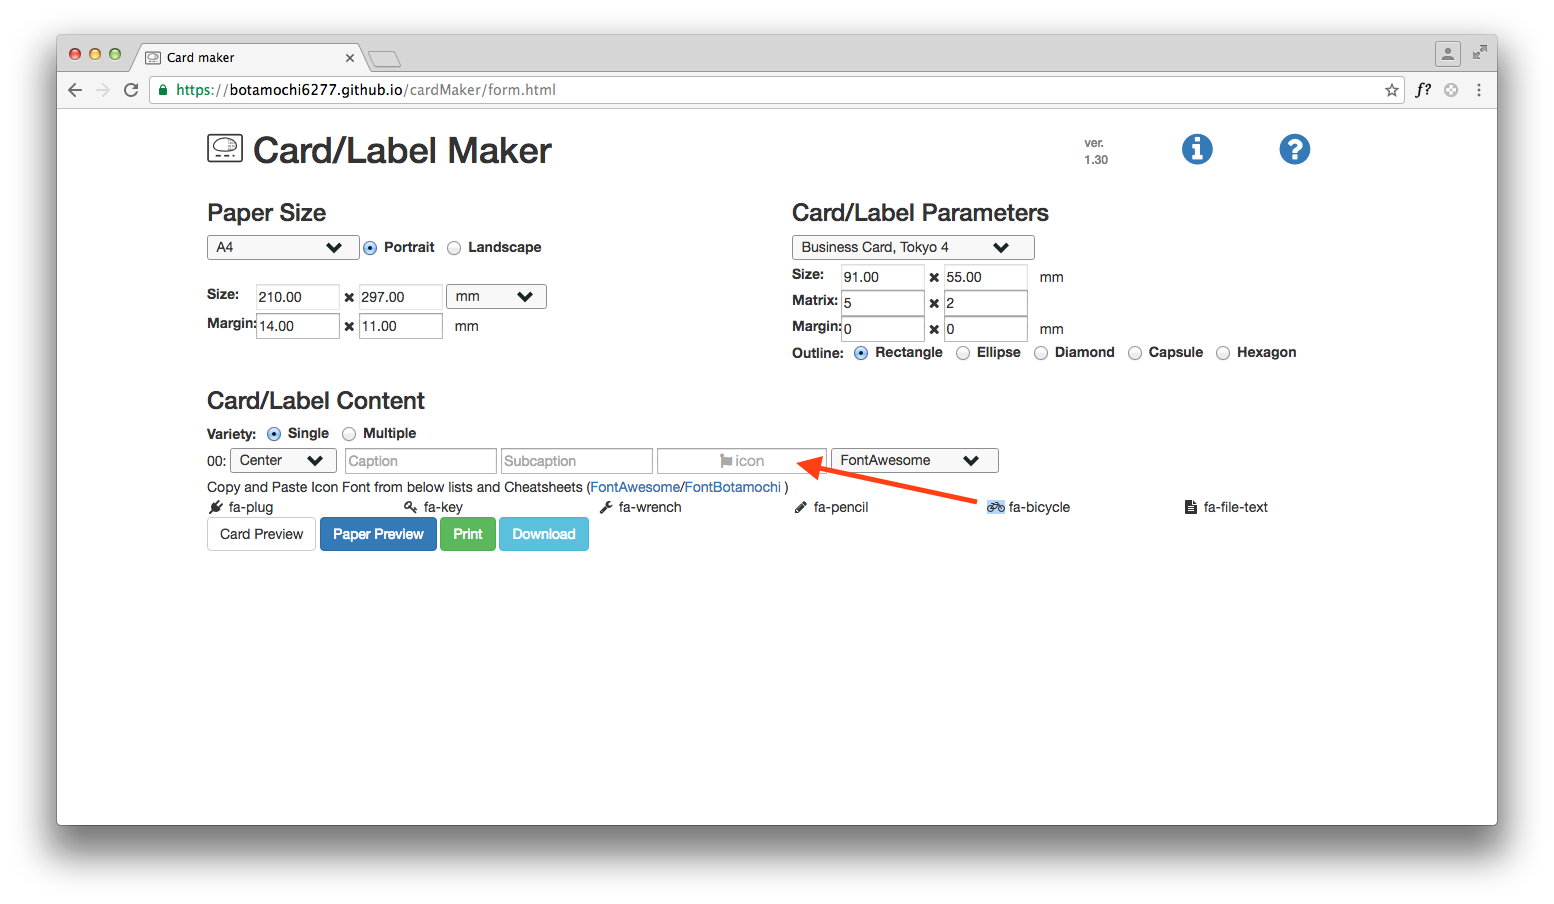 Card maker
https://botamochi6277.github.io/cardMaker/form.html
f?
Card/Label Maker
ver.
1.30
Paper Size
A4
Portrait
Landscape
Size: 210.00 × 297.00 mm
Margin: 14.00 × 11.00 mm
Card/Label Parameters
Business Card, Tokyo 4
Size: 91.00 × 55.00 mm
Matrix: 5 × 2
Margin: 0 × 0 mm
Outline: Rectangle Ellipse Diamond Capsule Hexagon
Card/Label Content
Variety: Single Multiple
00: Center Caption Subcaption icon FontAwesome
Copy and Paste Icon Font from below lists and Cheatsheets (FontAwesome/FontBotamochi )
fa-plug fa-key fa-wrench fa-pencil fa-bicycle fa-file-text
Card Preview Paper Preview Print Download